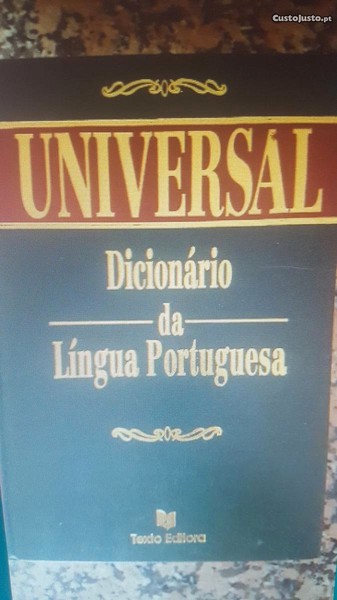 CustoJusto.pt
UNIVERSAL
Dicionário
da
Língua Portuguesa
Texto Editora